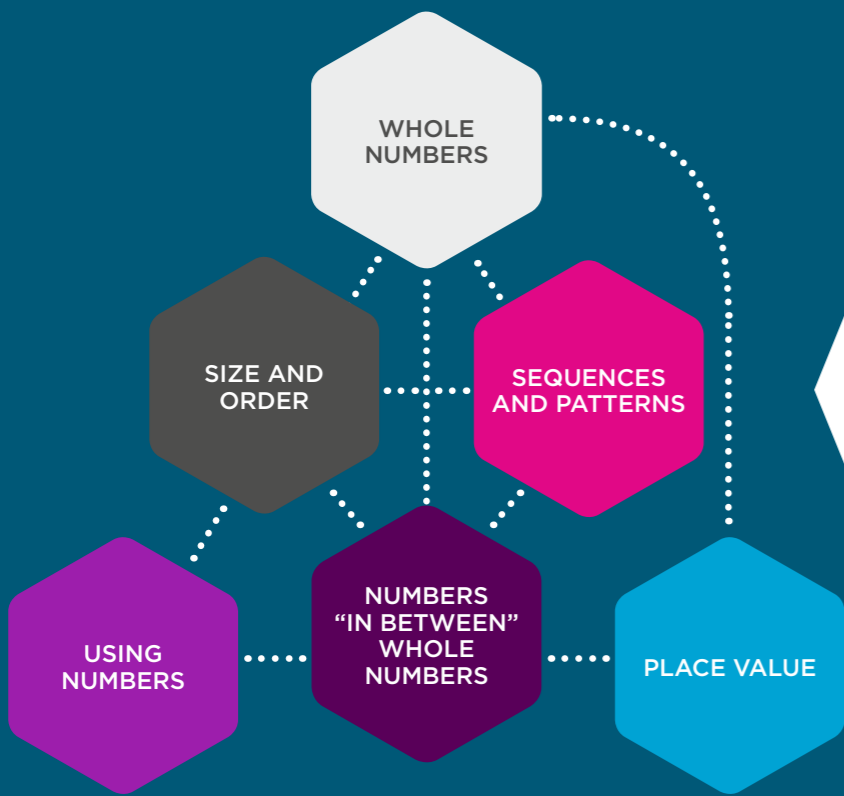 WHOLE
NUMBERS
SIZE AND
ORDER
SEQUENCES
AND PATTERNS
USING
NUMBERS
NUMBERS
“IN BETWEEN”
WHOLE
NUMBERS
PLACE VALUE